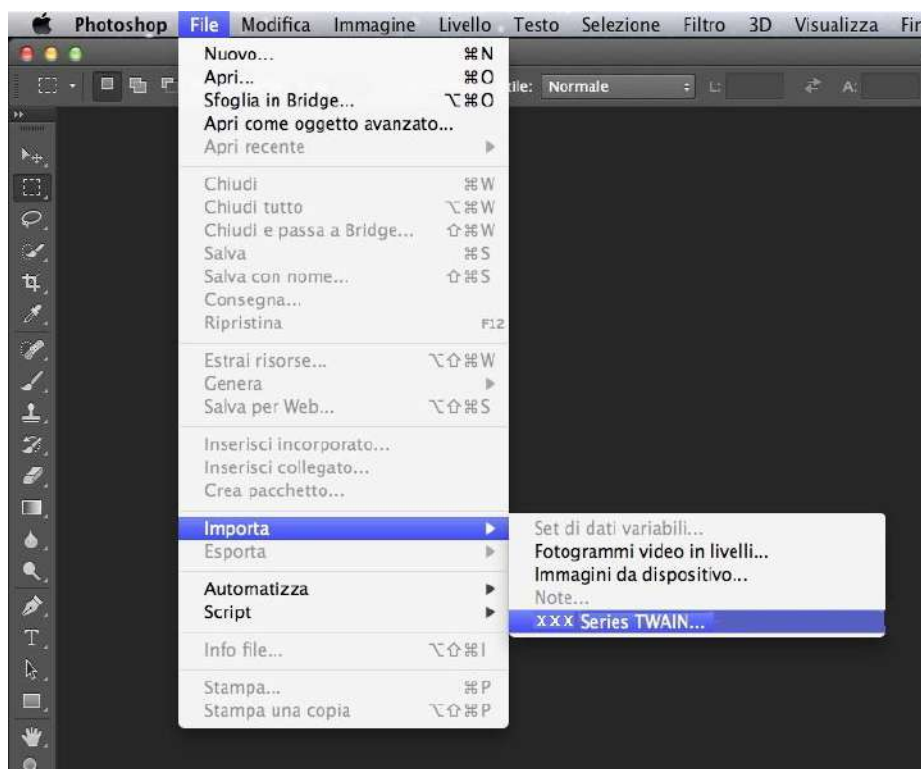 Photoshop File Modifica Immagine Livello Testo Selezione Filtro 3D Visualizza
Nuovo... ⌘N
Apri... ⌘O
Sfoglia in Bridge... ⌥⌘O
Apri come oggetto avanzato...
Apri recente
Normale
L:
A:
Chiudi ⌘W
Chiudi tutto ⌥⌘W
Chiudi e passa a Bridge... ⇧⌘W
Salva ⌘S
Salva con nome... ⇧⌘S
Consegna...
Ripristina F12
Estrai risorse... ⌥⇧⌘W
Genera
Salva per Web... ⌥⇧⌘S
Inserisci incorporato...
Inserisci collegato...
Crea pacchetto...
Importa
Esporta
Automatizza
Script
Info file... ⌥⇧⌘I
Stampa... ⌘P
Stampa una copia ⌥⇧⌘P
Set di dati variabili...
Fotogrammi video in livelli...
Immagini da dispositivo...
Note...
XXX Series TWAIN...